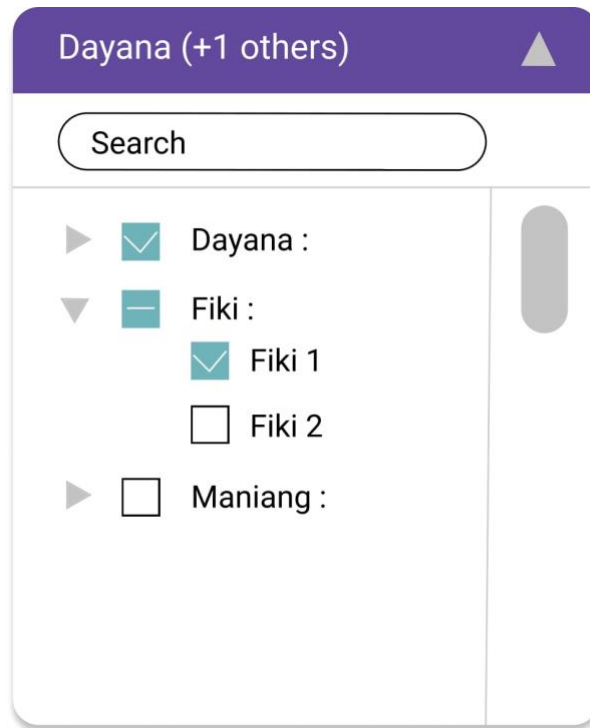 Dayana (+1 others)
Search
Dayana :
Fiki :
Fiki 1
Fiki 2
Maniang :